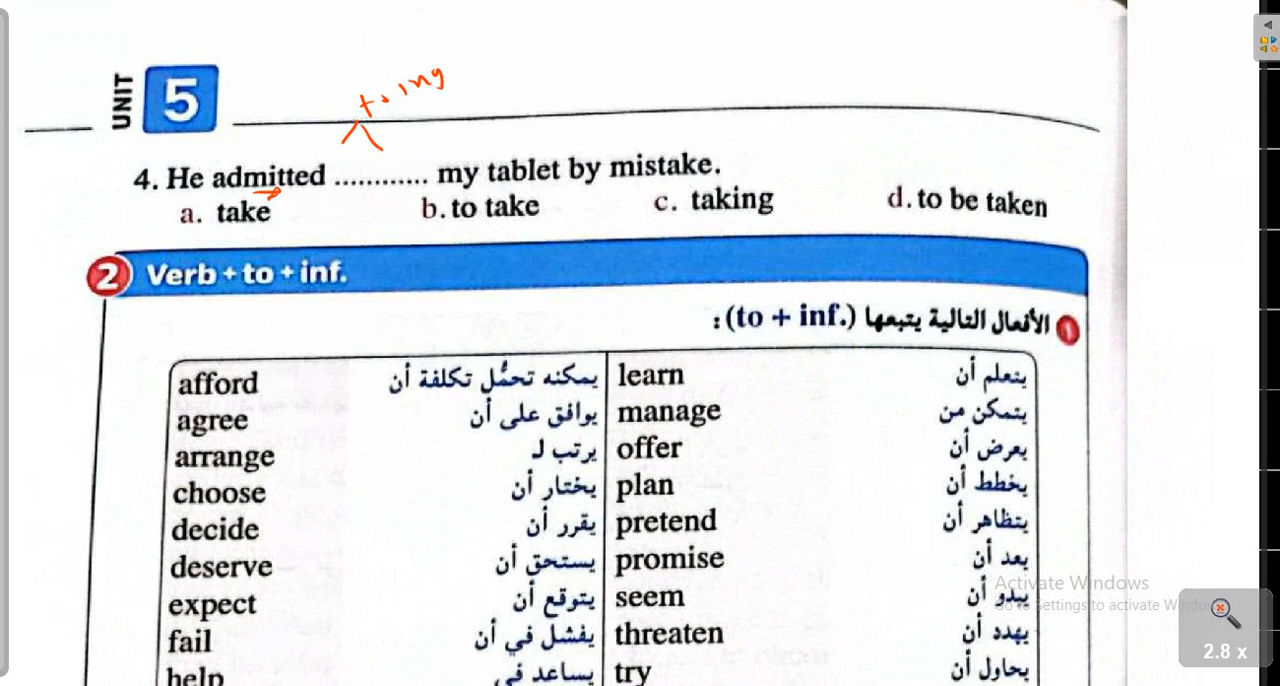 UNIT 5
to ing
4. He admitted ............ my tablet by mistake.
a. take b. to take c. taking d. to be taken
2 Verb + to + inf.
١ الأفعال التالية يتبعها (to + inf.) :
afford يمكنه تحمُّل تكلفة أن learn يتعلم أن
agree يوافق على أن manage يتمكن من
arrange يرتب لـ offer يعرض أن
choose يختار أن plan يخطط أن
decide يقرر أن pretend يتظاهر أن
deserve يستحق أن promise يعد أن
expect يتوقع أن seem يبدو أن
fail يفشل في أن threaten يهدد أن
help يساعد في try يحاول أن
Activate Windows
Go to Settings to activate Windows
2.8 x